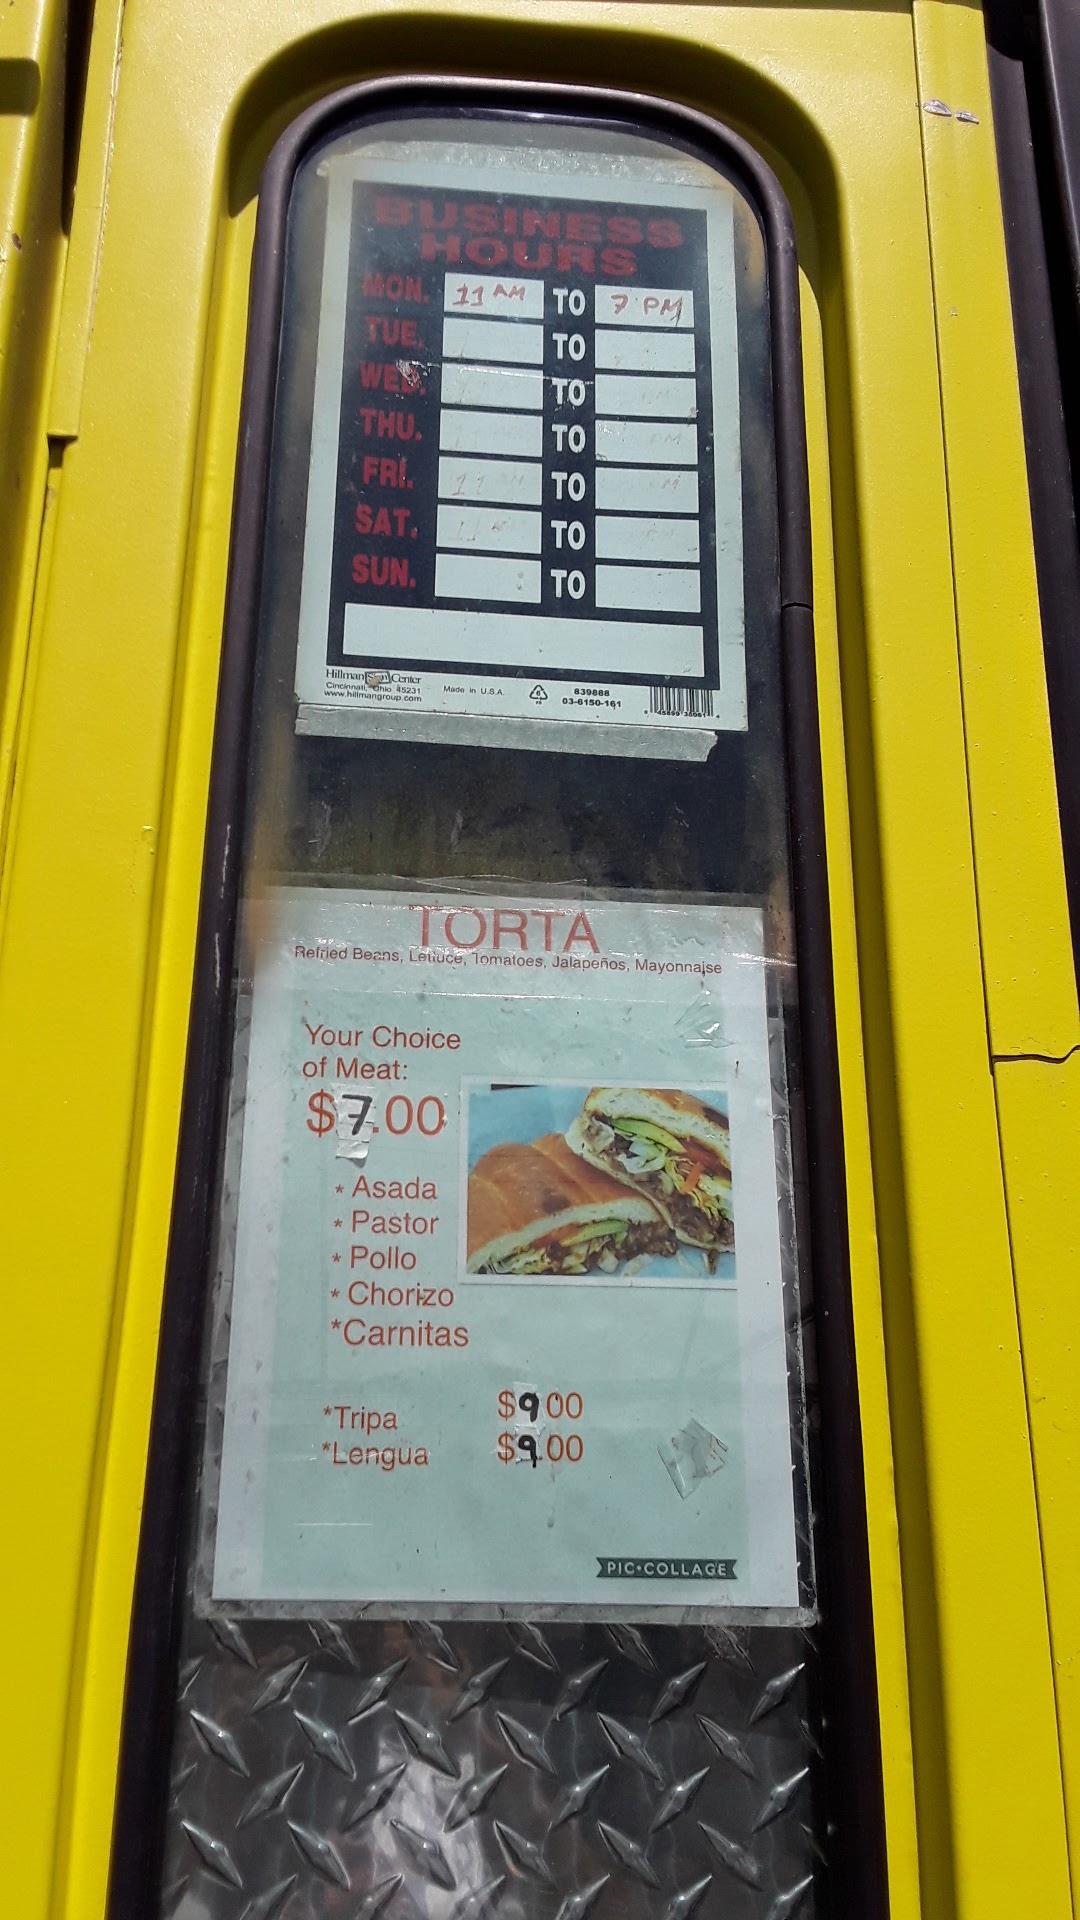 BUSINESS
HOURS
MON. 11 AM TO 7 PM
TUE. TO
WED. TO
THU. TO PM
FRI. 11 TO
SAT. 11 TO
SUN. TO
Hillman Sign Center
Cincinnati, Ohio 45231
www.hillmangroup.com
Made in U.S.A.
839888
03-6150-161
TORTA
Refried Beans, Lettuce, Tomatoes, Jalapeños, Mayonnaise
Your Choice
of Meat:
$7.00
* Asada
* Pastor
* Pollo
* Chorizo
*Carnitas
*Tripa $9.00
*Lengua $9.00
PIC•COLLAGE